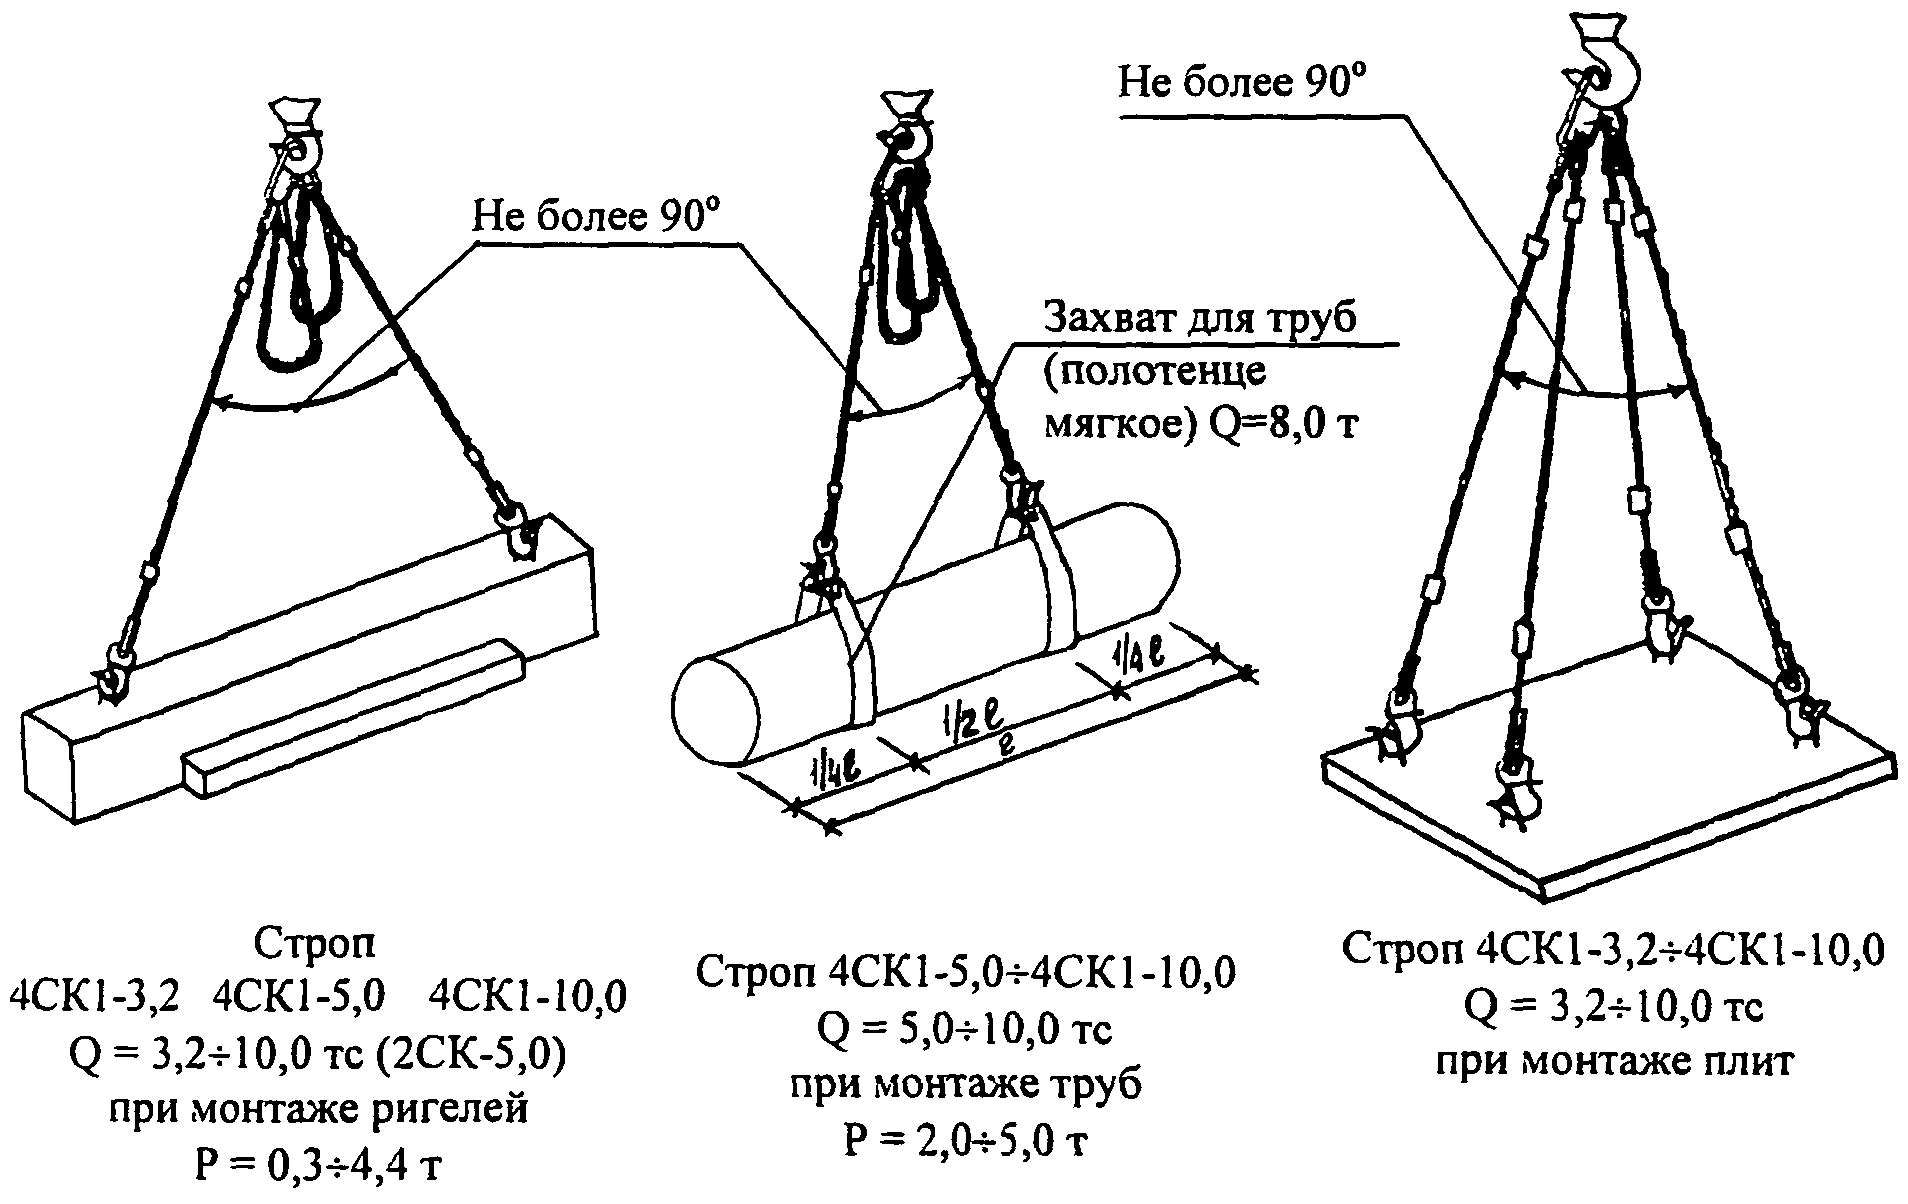 Не более 90°
Не более 90°
Захват для труб
(полотенце
мягкое) Q=8,0 т
1/4 ℓ
1/2 ℓ
ℓ
1/4ℓ
Строп
4СК1-3,2 4СК1-5,0 4СК1-10,0
Q = 3,2÷10,0 тс (2СК-5,0)
при монтаже ригелей
P = 0,3÷4,4 т
Строп 4СК1-5,0÷4СК1-10,0
Q = 5,0÷10,0 тс
при монтаже труб
P = 2,0÷5,0 т
Строп 4СК1-3,2÷4СК1-10,0
Q = 3,2÷10,0 тс
при монтаже плит